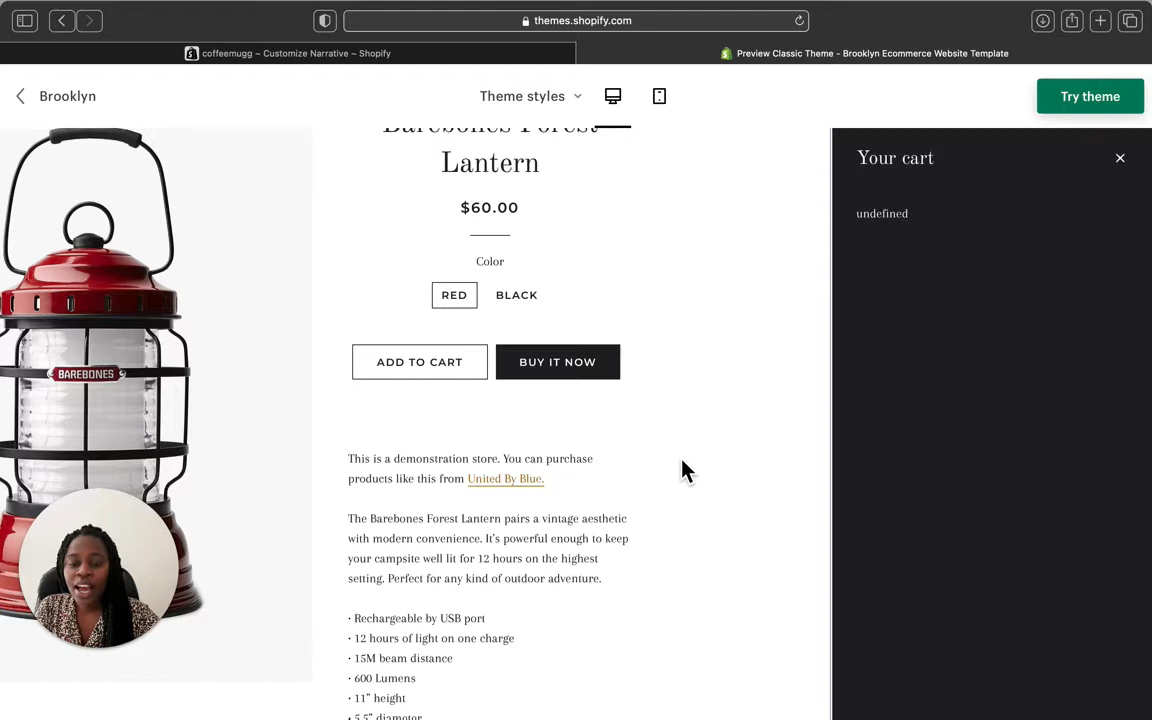 themes.shopify.com
coffeemugg ~ Customize Narrative ~ Shopify
Preview Classic Theme - Brooklyn Ecommerce Website Template
Brooklyn
Theme styles
Try theme
Barebones Forest
Lantern
$60.00
Color
RED
BLACK
ADD TO CART
BUY IT NOW
This is a demonstration store. You can purchase
products like this from United By Blue.
The Barebones Forest Lantern pairs a vintage aesthetic
with modern convenience. It's powerful enough to keep
your campsite well lit for 12 hours on the highest
setting. Perfect for any kind of outdoor adventure.
• Rechargeable by USB port
• 12 hours of light on one charge
• 15M beam distance
• 600 Lumens
• 11" height
• 5.5" diameter
Your cart
undefined
BAREBONES